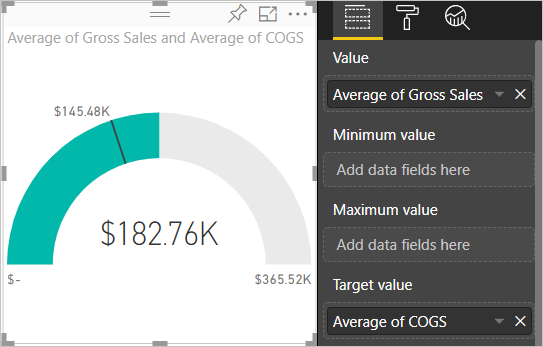 Average of Gross Sales and Average of COGS
$145.48K
$182.76K
$-
$365.52K
Value
Average of Gross Sales
Minimum value
Add data fields here
Maximum value
Add data fields here
Target value
Average of COGS